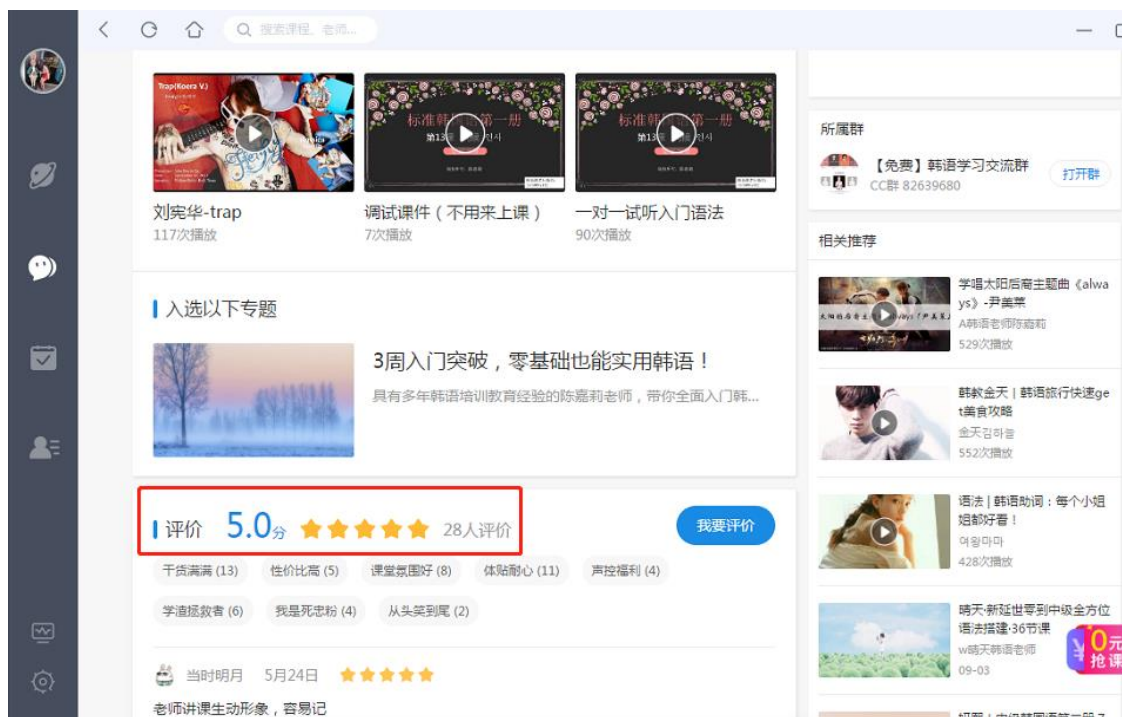 搜索课程、老师...
Trap(Koera V.)
刘宪华-trap
117次播放
调试课件（不用来上课）
7次播放
一对一试听入门语法
90次播放
入选以下专题
3周入门突破，零基础也能实用韩语！
具有多年韩语培训教育经验的陈嘉莉老师，带你全面入门韩...
评价 5.0分 28人评价
我要评价
干货满满 (13) 性价比高 (5) 课堂氛围好 (8) 体贴耐心 (11) 声控福利 (4)
学渣拯救者 (6) 我是死忠粉 (4) 从头笑到尾 (2)
当时明月 5月24日
老师讲课生动形象，容易记
所属群
【免费】韩语学习交流群
CC群 82639680
打开群
相关推荐
学唱太阳后裔主题曲《alwa
ys》-尹美莱
A韩语老师陈嘉莉
529次播放
韩教金天 | 韩语旅行快速ge
t美食攻略
金天김하늘
552次播放
语法 | 韩语助词：每个小姐
姐都好看！
여왕마마
428次播放
晴天·新延世零到中级全方位
语法搭建·36节课
w晴天韩语老师
09-03
0元
抢课